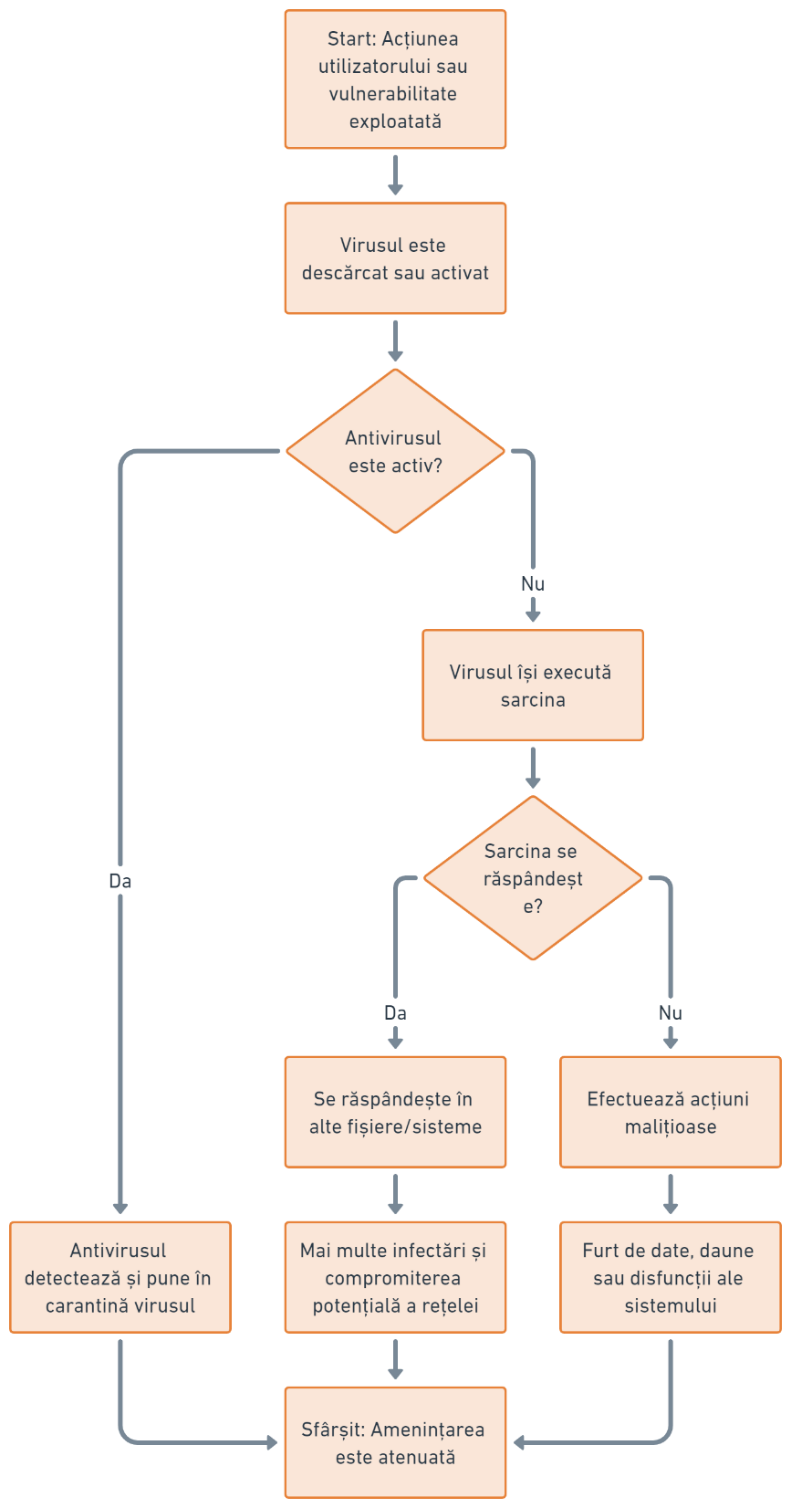 Start: Acțiunea
utilizatorului sau
vulnerabilitate
exploatată
Virusul este
descărcat sau activat
Antivirusul
este activ?
Nu
Virusul își execută
sarcina
Sarcina se
răspândeșt
e?
Da
Da
Nu
Se răspândește în
alte fișiere/sisteme
Efectuează acțiuni
malițioase
Antivirusul
detectează și pune în
carantină virusul
Mai multe infectări și
compromiterea
potențială a rețelei
Furt de date, daune
sau disfuncții ale
sistemului
Sfârșit: Amenințarea
este atenuată